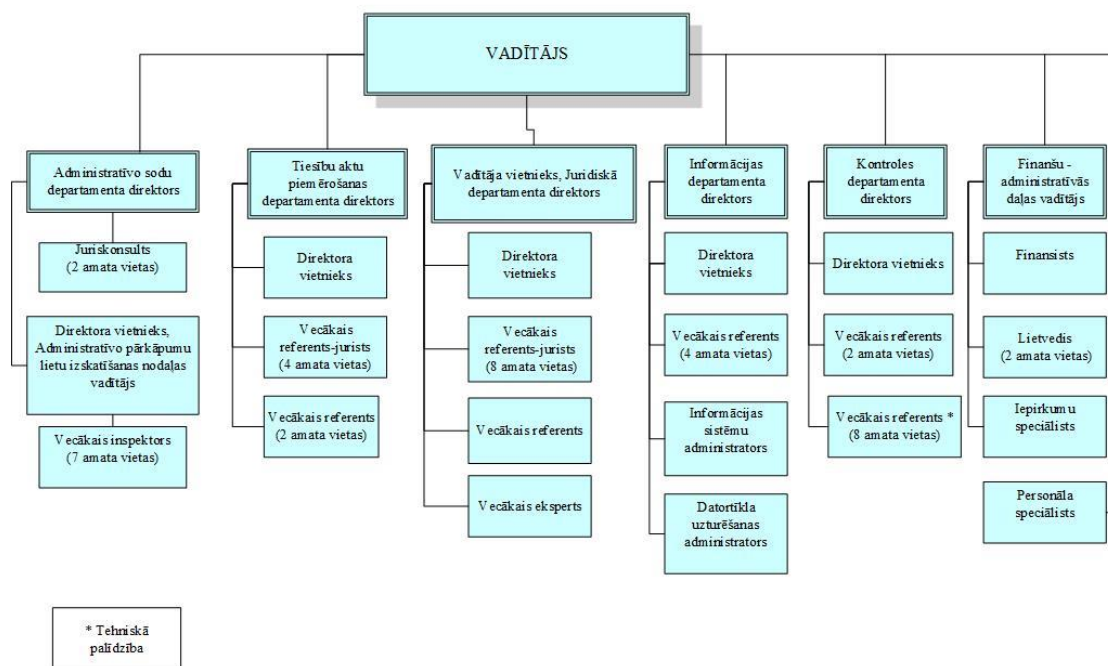 VADĪTĀJS
Administratīvo sodu
departamenta direktors
Juriskonsults
(2 amata vietas)
Direktora vietnieks,
Administratīvo pārkāpumu
lietu izskatīšanas nodaļas
vadītājs
Vecākais inspektors
(7 amata vietas)
Tiesību aktu
piemērošanas
departamenta direktors
Direktora
vietnieks
Vecākais
referents-jurists
(4 amata vietas)
Vecākais referents
(2 amata vietas)
Vadītāja vietnieks, Juridiskā
departamenta direktors
Direktora
vietnieks
Vecākais
referents-jurists
(8 amata vietas)
Vecākais referents
Vecākais eksperts
Informācijas
departamenta
direktors
Direktora
vietnieks
Vecākais referents
(4 amata vietas)
Informācijas
sistēmu
administrators
Datortīkla
uzturēšanas
administrators
Kontroles
departamenta
direktors
Direktora vietnieks
Vecākais referents
(2 amata vietas)
Vecākais referents *
(8 amata vietas)
Finanšu -
administratīvās
daļas vadītājs
Finansists
Lietvedis
(2 amata vietas)
Iepirkumu
speciālists
Personāla
speciālists
* Tehniskā
palīdzība